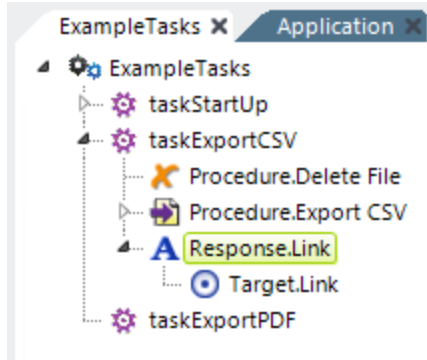 ExampleTasks Application
ExampleTasks
taskStartUp
taskExportCSV
Procedure.Delete File
Procedure.Export CSV
Response.Link
Target.Link
taskExportPDF